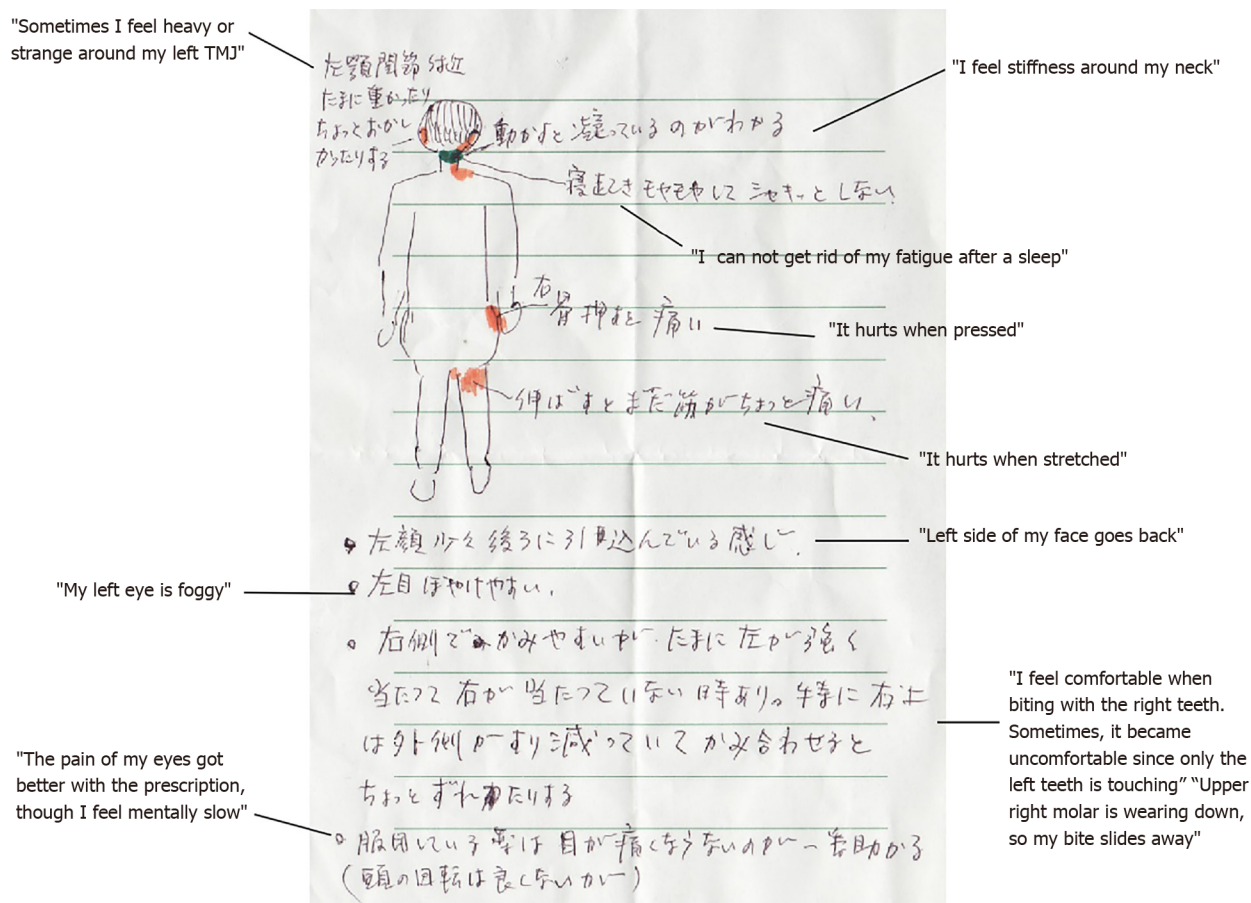 "Sometimes I feel heavy or
strange around my left TMJ"
左顎関節付近
たまに重かったり
ちょっとおかし
かったりする
"I feel stiffness around my neck"
動かすと凝っているのがわかる
寝起きモヤモヤして シャキッと しない
"I  can not get rid of my fatigue after a sleep"
右
骨押すと 痛い
"It hurts when pressed"
伸ばすとまだ筋がちょっと痛い、
"It hurts when stretched"
左顔少々後ろに引き込んでいる感じ、
"Left side of my face goes back"
左目ぼやけやすい、
"My left eye is foggy"
右側でかみやすいが たまに左が強く
当たって右が当たっていない時あり。特に右上
は外側がすり減っていてかみ合わせると
ちょっとずれたりする
"I feel comfortable when
biting with the right teeth.
Sometimes, it became
uncomfortable since only the
left teeth is touching” “Upper
right molar is wearing down,
so my bite slides away"
服用している薬は目が痛くならないのが一番助かる
(頭の回転は良くないがー)
"The pain of my eyes got
better with the prescription,
though I feel mentally slow"